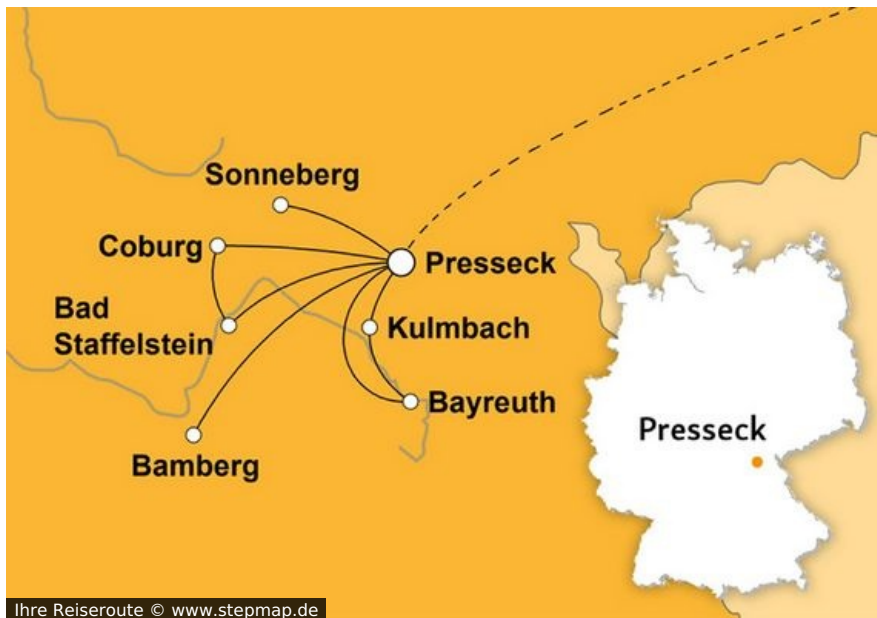 Sonneberg
Coburg
Presseck
Bad
Staffelstein
Kulmbach
Bayreuth
Presseck
Bamberg
Ihre Reiseroute © www.stepmap.de